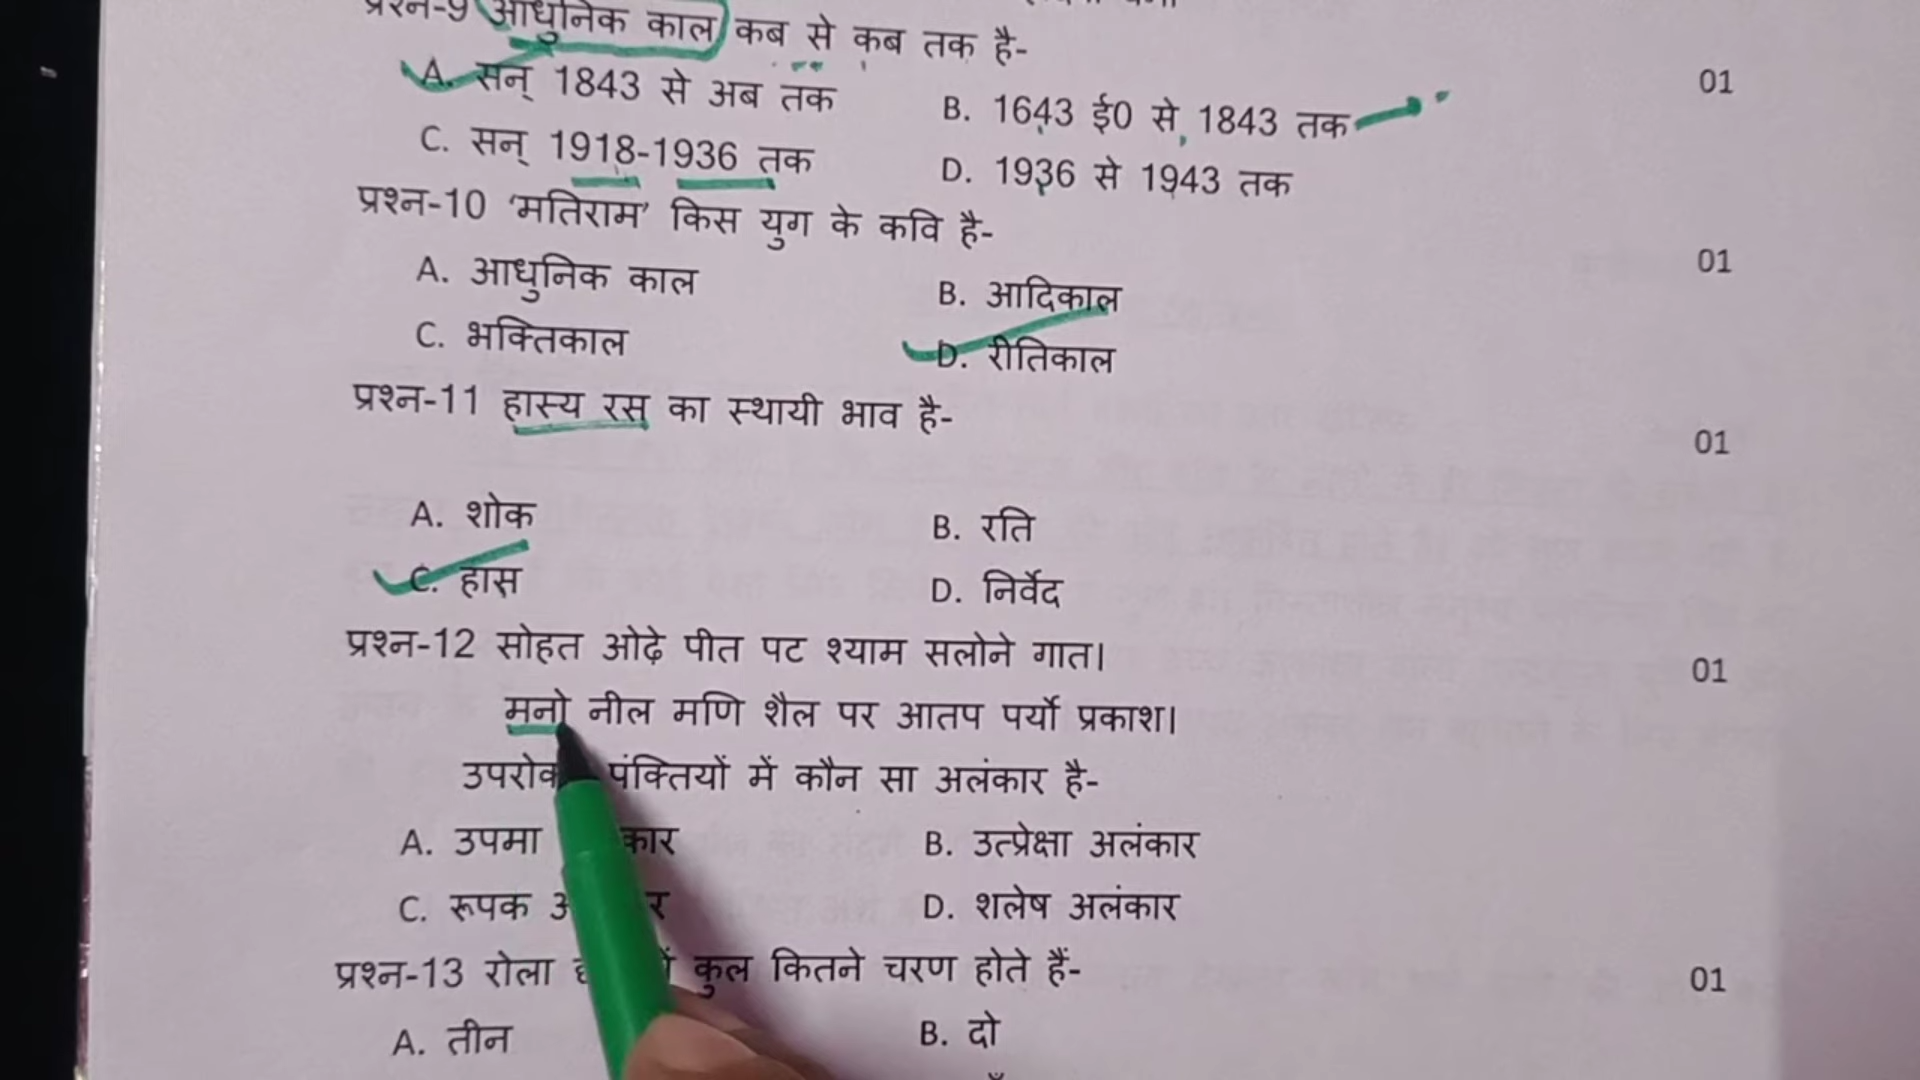 प्रश्न-9 आधुनिक काल कब से कब तक है-
01
A. सन् 1843 से अब तक
B. 1643 ई0 से 1843 तक
C. सन् 1918-1936 तक
D. 1936 से 1943 तक
प्रश्न-10 ‘मतिराम’ किस युग के कवि है-
01
A. आधुनिक काल
B. आदिकाल
C. भक्तिकाल
D. रीतिकाल
प्रश्न-11 हास्य रस का स्थायी भाव है-
01
A. शोक
B. रति
C. हास
D. निर्वेद
प्रश्न-12 सोहत ओढ़े पीत पट श्याम सलोने गात।
01
मनो नील मणि शैल पर आतप पर्यो प्रकाश।
पंक्तियों में कौन सा अलंकार है-
A. उपमा
B. उत्प्रेक्षा अलंकार
C. रूपक
D. शलेष अलंकार
प्रश्न-13 रोला कुल कितने चरण होते हैं-
01
A. तीन
B. दो